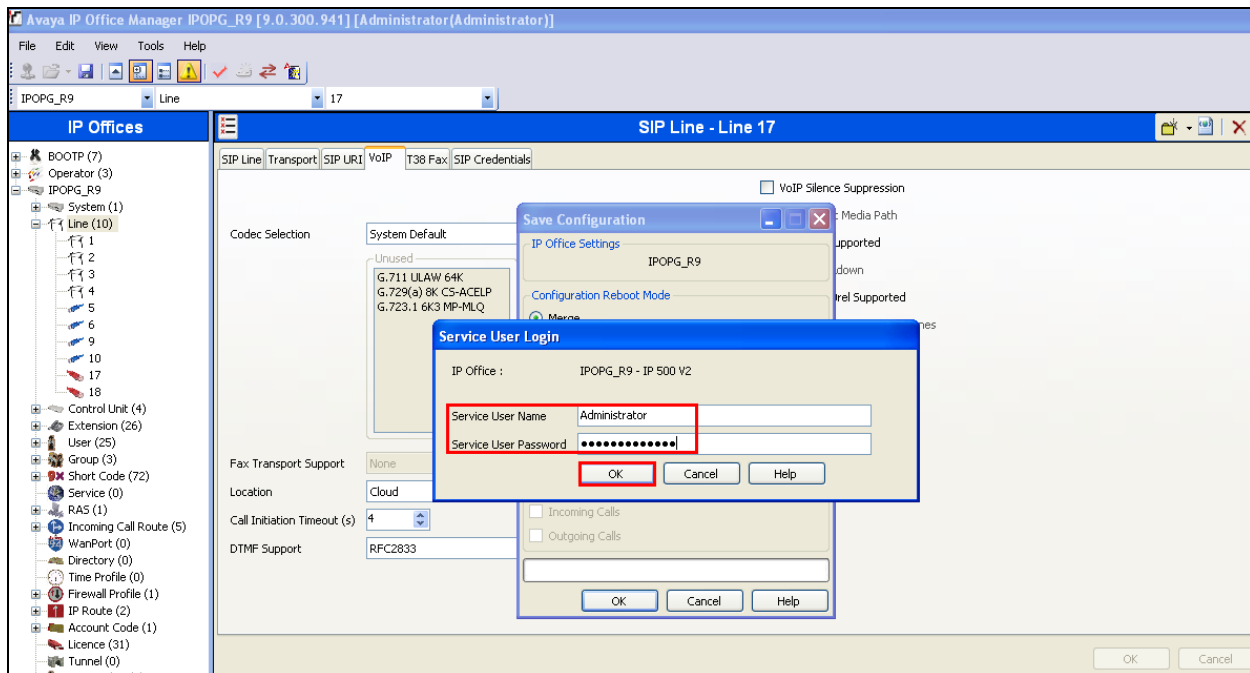 Avaya IP Office Manager IPOPG_R9 [9.0.300.941] [Administrator(Administrator)]
File Edit View Tools Help
IPOPG_R9 Line 17
IP Offices
BOOTP (7)
Operator (3)
IPOPG_R9
System (1)
Line (10)
1
2
3
4
5
6
9
10
17
18
Control Unit (4)
Extension (26)
User (25)
Group (3)
Short Code (72)
Service (0)
RAS (1)
Incoming Call Route (5)
WanPort (0)
Directory (0)
Time Profile (0)
Firewall Profile (1)
IP Route (2)
Account Code (1)
Licence (31)
Tunnel (0)
SIP Line - Line 17
SIP Line Transport SIP URI VoIP T38 Fax SIP Credentials
VoIP Silence Suppression
Media Path
upported
down
rel Supported
nes
Codec Selection System Default
Unused
G.711 ULAW 64K
G.729(a) 8K CS-ACELP
G.723.1 6K3 MP-MLQ
Fax Transport Support None
Location Cloud
Call Initiation Timeout (s) 4
DTMF Support RFC2833
Save Configuration
IP Office Settings
IPOPG_R9
Configuration Reboot Mode
Merge
Service User Login
IP Office : IPOPG_R9 - IP 500 V2
Service User Name Administrator
Service User Password •••••••••••••
OK Cancel Help
Incoming Calls
Outgoing Calls
OK Cancel Help
OK Cancel